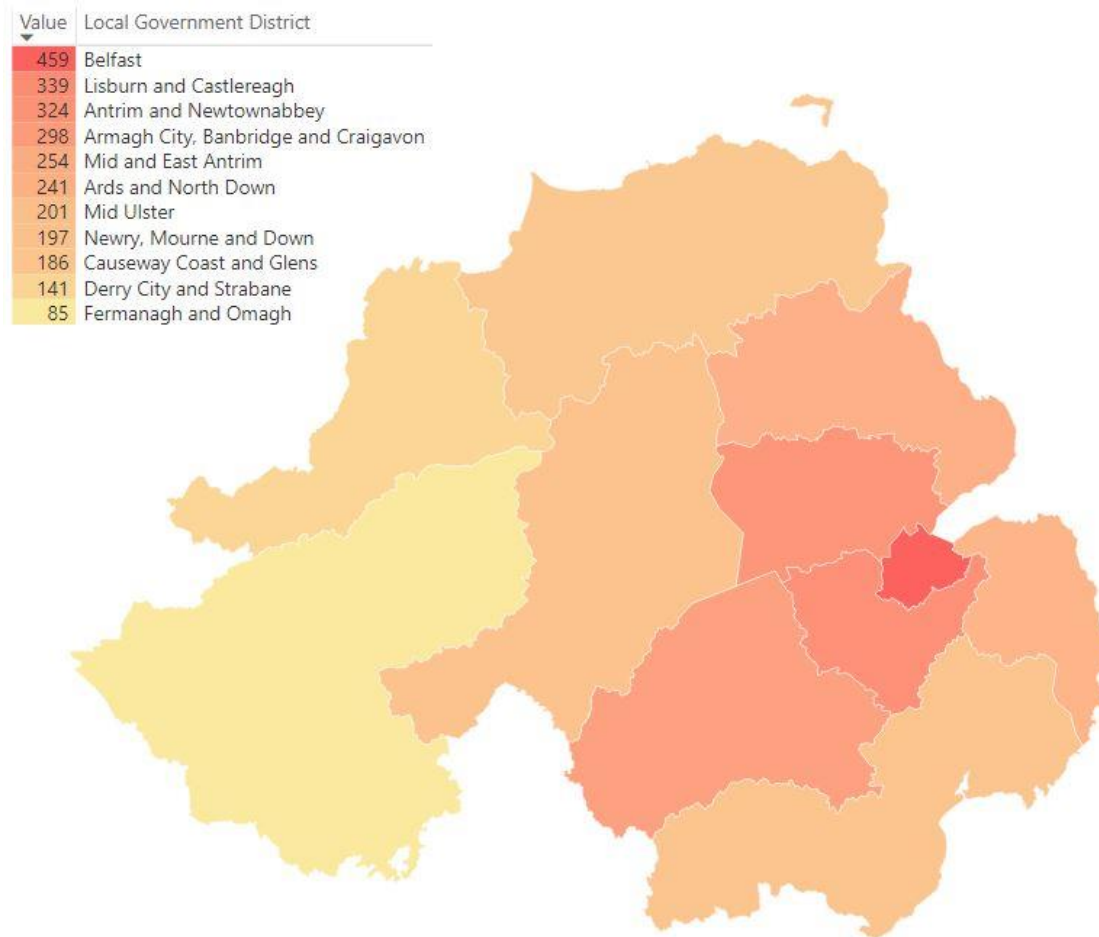 Value Local Government District
459 Belfast
339 Lisburn and Castlereagh
324 Antrim and Newtownabbey
298 Armagh City, Banbridge and Craigavon
254 Mid and East Antrim
241 Ards and North Down
201 Mid Ulster
197 Newry, Mourne and Down
186 Causeway Coast and Glens
141 Derry City and Strabane
85 Fermanagh and Omagh